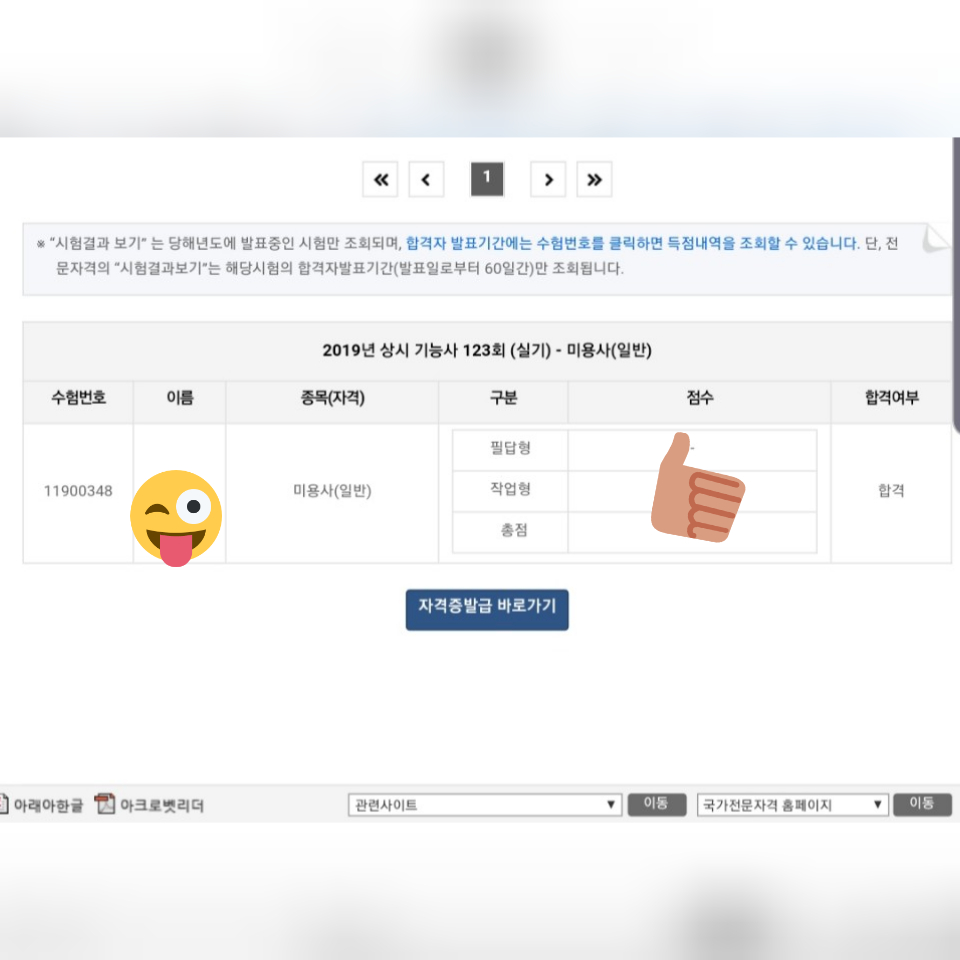 « ‹ 1 › »
※ "시험결과 보기" 는 당해년도에 발표중인 시험만 조회되며, 합격자 발표기간에는 수험번호를 클릭하면 득점내역을 조회할 수 있습니다. 단, 전
문자격의 "시험결과보기"는 해당시험의 합격자발표기간(발표일로부터 60일간)만 조회됩니다.
2019년 상시 기능사 123회 (실기) - 미용사(일반)
수험번호 이름 종목(자격) 구분 점수 합격여부
필답형 -
11900348 미용사(일반) 작업형 합격
총점
자격증발급 바로가기
아래아한글 아크로벳리더 관련사이트 ▼ 이동 국가전문자격 홈페이지 ▼ 이동